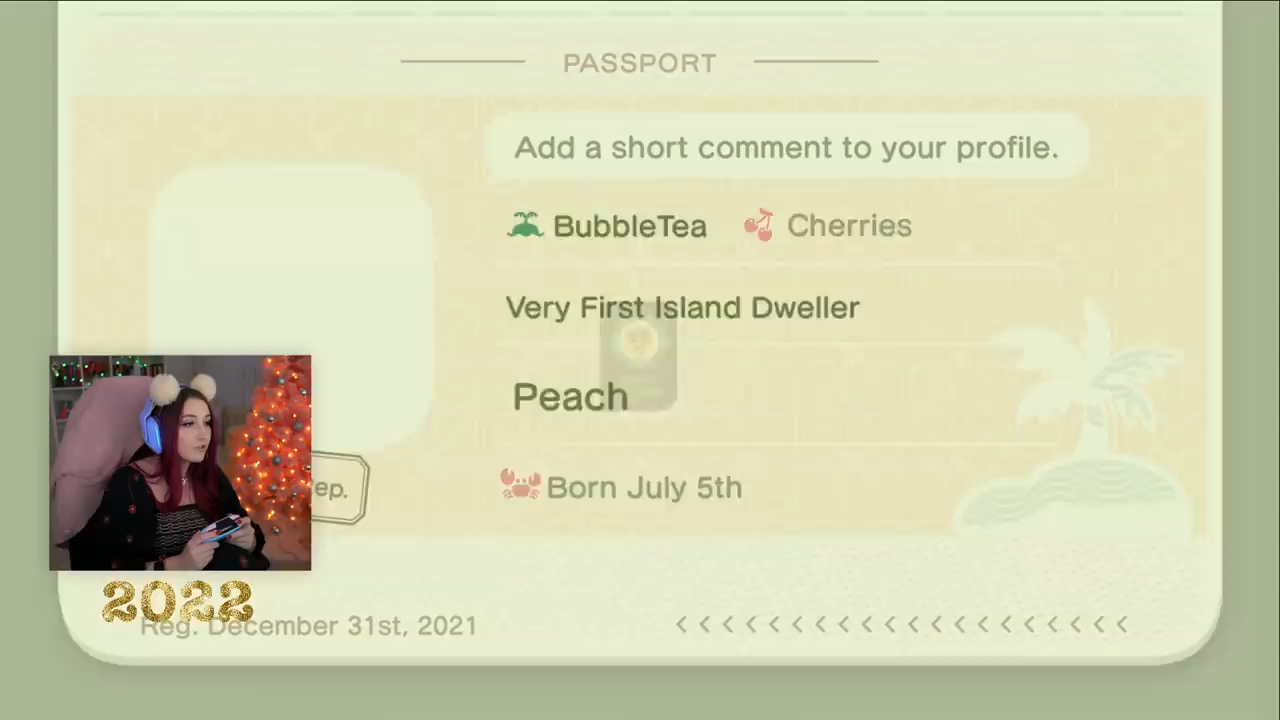 PASSPORT
Add a short comment to your profile.
BubbleTea Cherries
Very First Island Dweller
Peach
ep.
Born July 5th
2022
Reg. December 31st, 2021